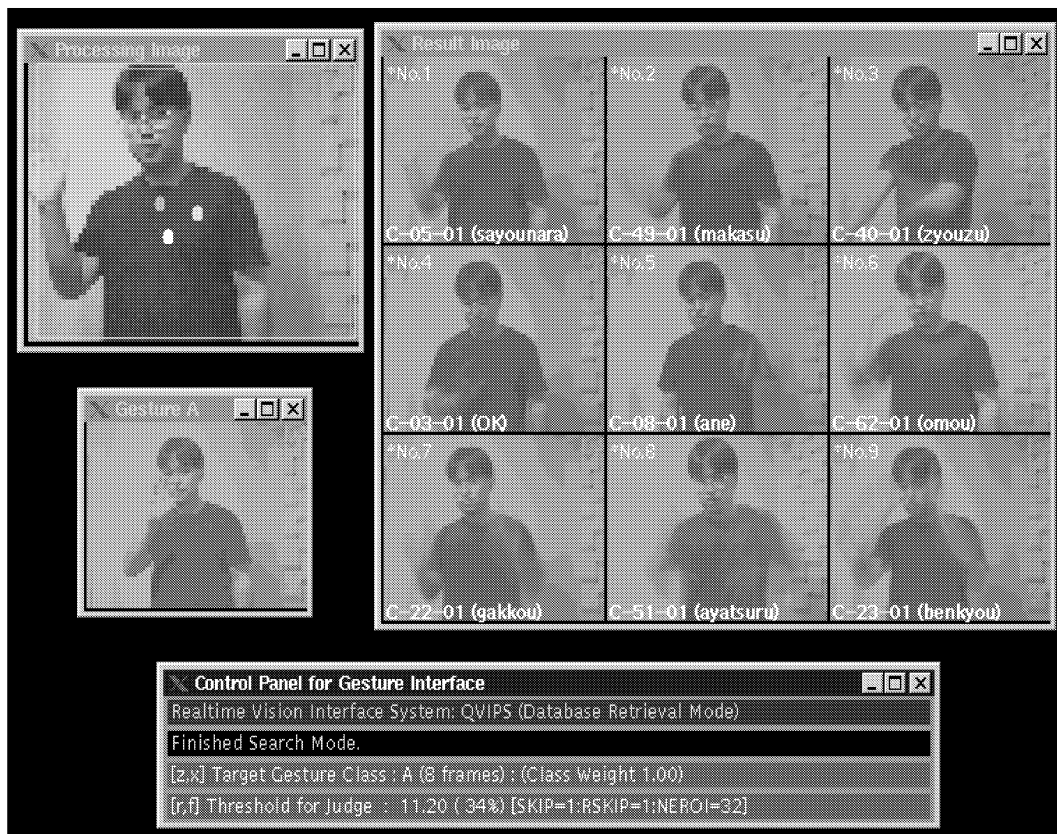 Processing Image
Result Image
*No.1
*No.2
*No.3
C-05-01 (sayounara)
C-49-01 (makasu)
C-40-01 (zyouzu)
*No.4
*No.5
*No.6
C-03-01 (OK)
C-08-01 (ane)
C-62-01 (omou)
*No.7
*No.8
*No.9
C-22-01 (gakkou)
C-51-01 (ayatsuru)
C-23-01 (benkyou)
Gesture A
Control Panel for Gesture Interface
Realtime Vision Interface System: QVIPS (Database Retrieval Mode)
Finished Search Mode.
[z,x] Target Gesture Class : A (8 frames) : (Class Weight 1.00)
[r,f] Threshold for Judge : 11.20 ( 34%) [SKIP=1:RSKIP=1:NEROI=32]